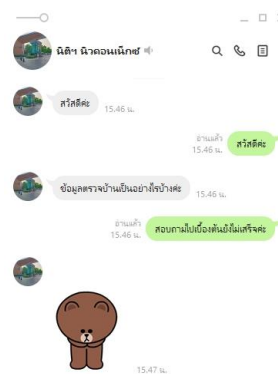 นิติฯ นิวคอนเน็กซ์
สวัสดีค่ะ
15.46 น.
อ่านแล้ว
15.46 น.
สวัสดีค่ะ
ข้อมูลตรวจบ้านเป็นอย่างไรบ้างค่ะ
15.46 น.
อ่านแล้ว
15.46 น.
สอบถามไปเบื้องต้นยังไม่เสร็จค่ะ
15.47 น.